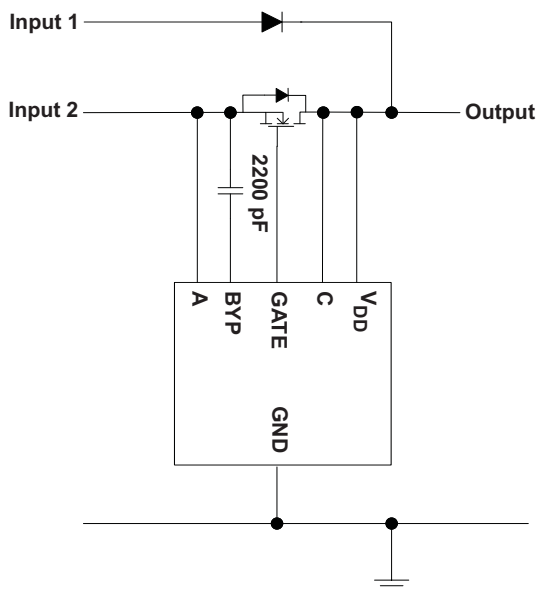 Input 1
Input 2
Output
2200 pF
A
BYP
GATE
C
VDD
GND